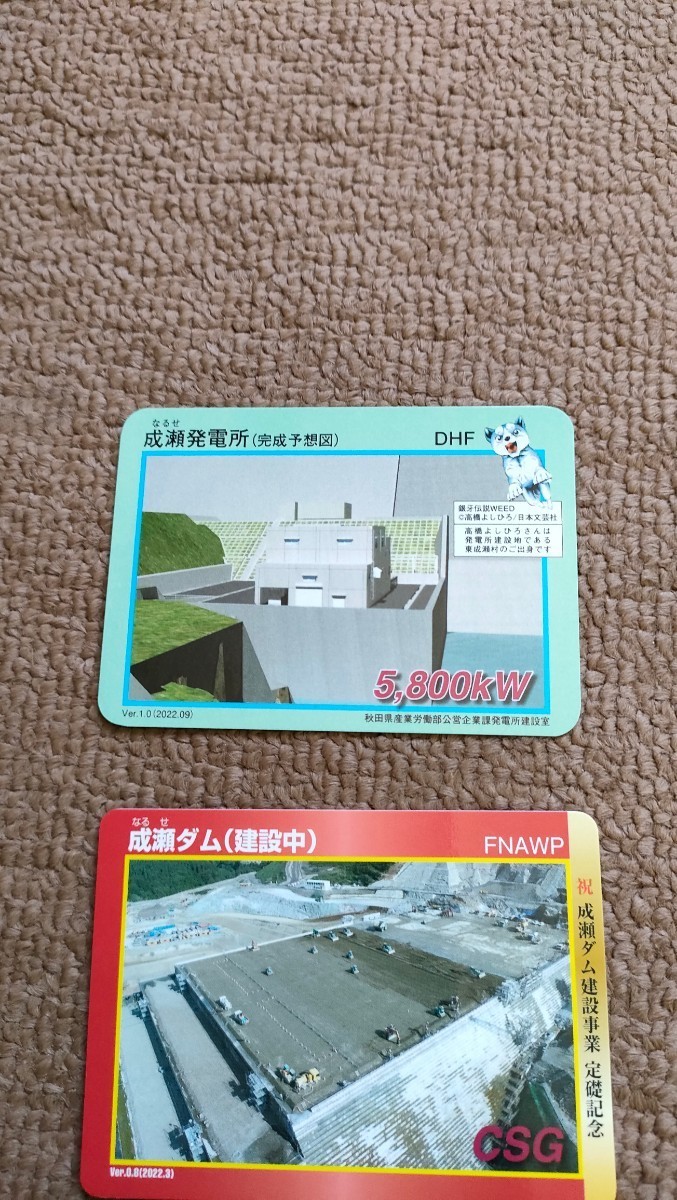 なるせ
成瀬発電所(完成予想図)
DHF
銀牙伝説WEED
©高橋よしひろ/日本文芸社
高橋よしひろさんは
発電所建設地である
東成瀬村のご出身です
5,800kW
Ver.1.0(2022.09)
秋田県産業労働部公営企業課発電所建設室
なる せ
成瀬ダム(建設中)
FNAWP
祝 成瀬ダム建設事業 定礎記念
CSG
Ver.0.8(2022.3)